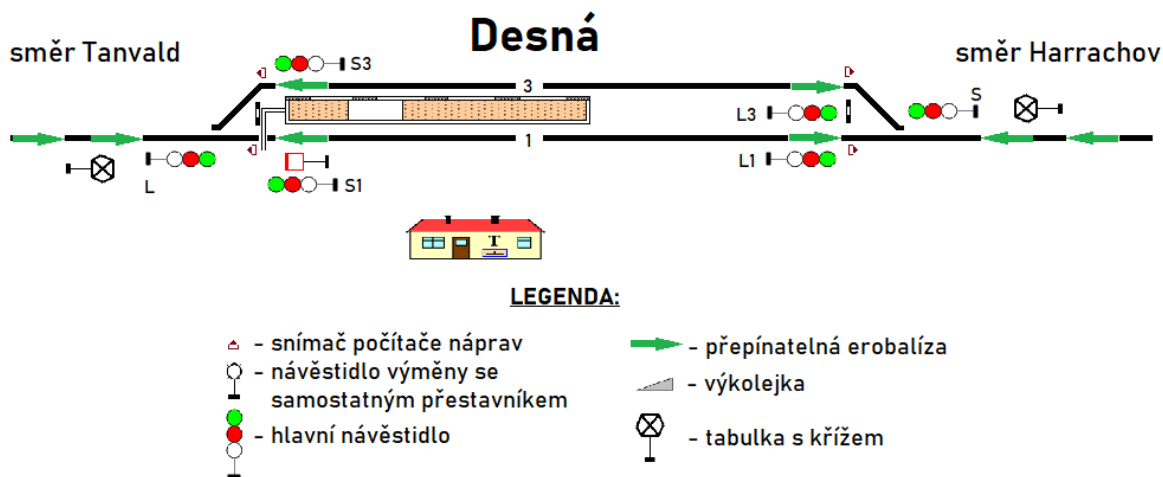 Desná
směr Tanvald
směr Harrachov
S3
3
S
L3
1
L
S1
L1
T
LEGENDA:
- snímač počítače náprav
- návěstidlo výměny se
samostatným přestavníkem
- hlavní návěstidlo
- přepínatelná erobalíza
- výkolejka
- tabulka s křížem